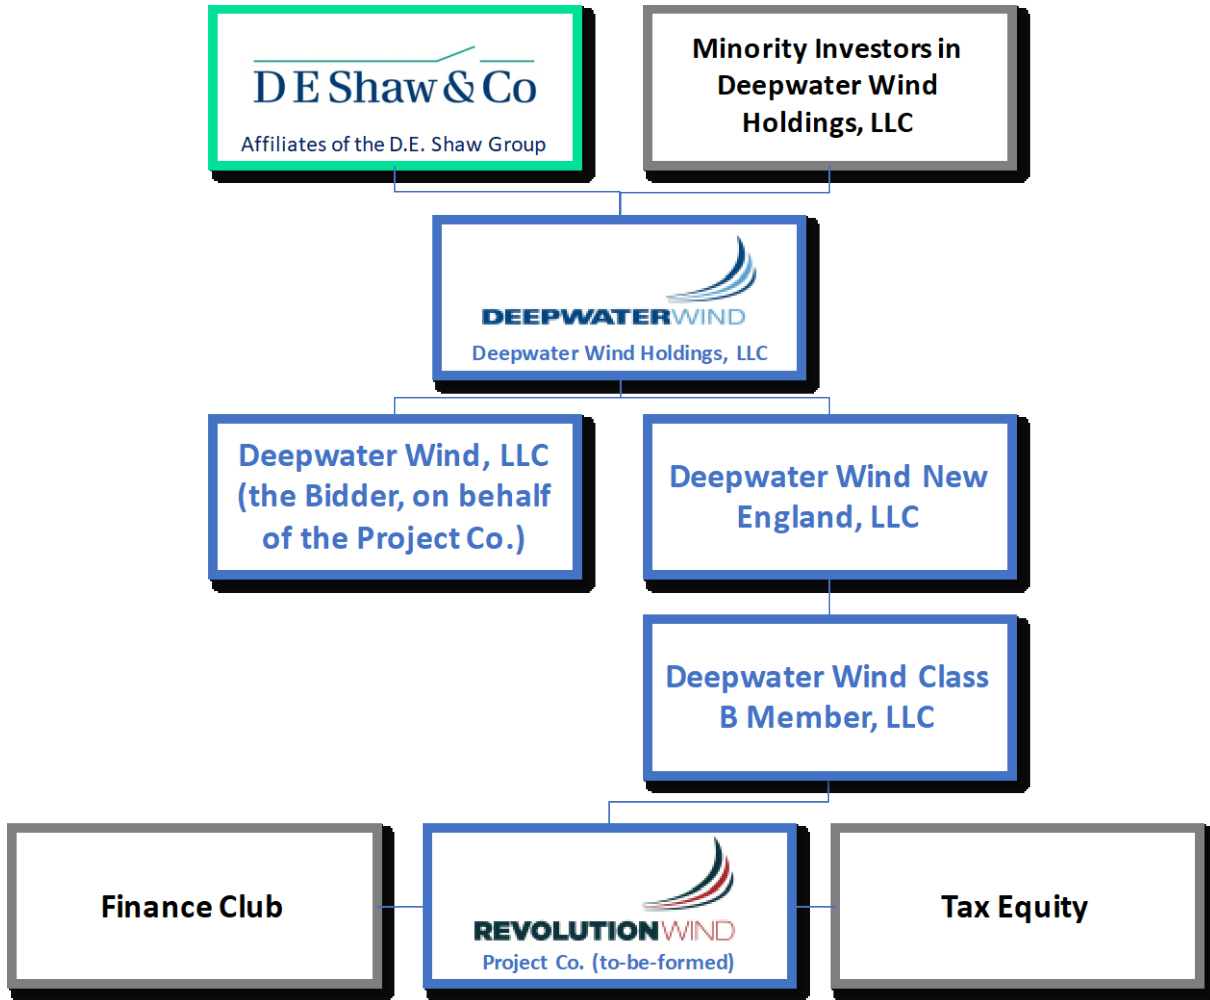 D E Shaw & Co
Affiliates of the D.E. Shaw Group
Minority Investors in
Deepwater Wind
Holdings, LLC
DEEPWATERWIND
Deepwater Wind Holdings, LLC
Deepwater Wind, LLC
(the Bidder, on behalf
of the Project Co.)
Deepwater Wind New
England, LLC
Deepwater Wind Class
B Member, LLC
Finance Club
REVOLUTIONWIND
Project Co. (to-be-formed)
Tax Equity